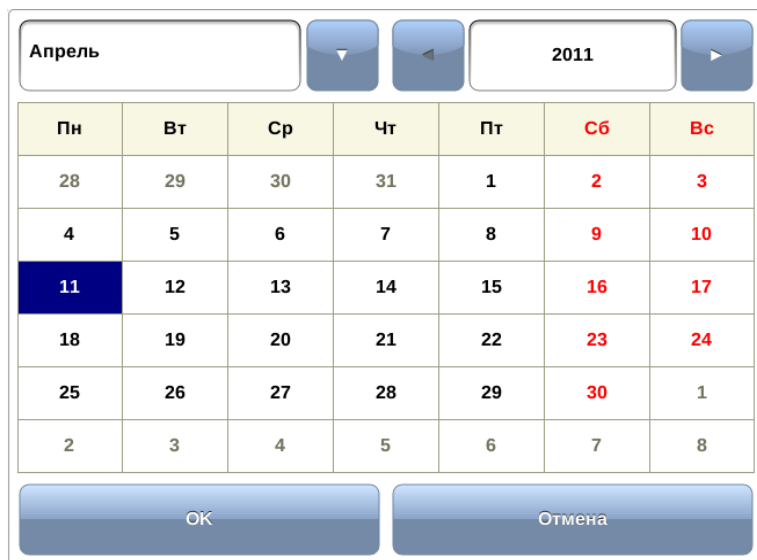 Апрель ▼ ◄ 2011 ►
Пн Вт Ср Чт Пт Сб Вс
28 29 30 31 1 2 3
4 5 6 7 8 9 10
11 12 13 14 15 16 17
18 19 20 21 22 23 24
25 26 27 28 29 30 1
2 3 4 5 6 7 8
OK Отмена